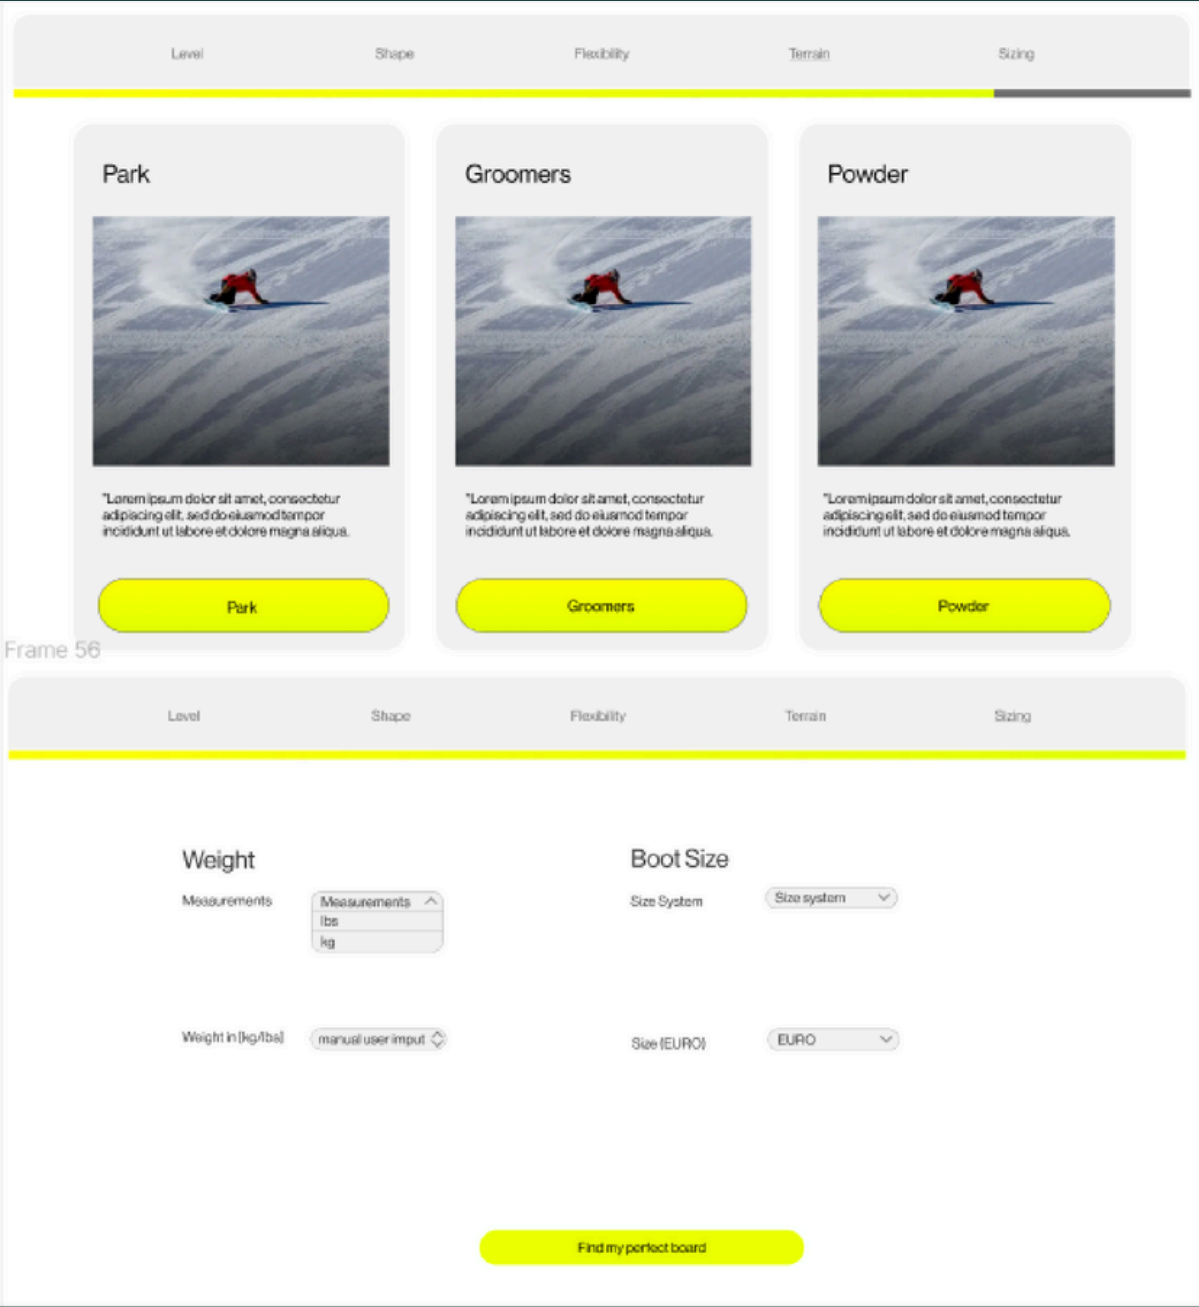 Level Shape Flexibility Terrain Sizing
Park Groomers Powder
"Lorem ipsum dolor sit amet, consectetur
adipiscing elit, sed do eiusmod tempor
incididunt ut labore et dolore magna aliqua.
"Lorem ipsum dolor sit amet, consectetur
adipiscing elit, sed do eiusmod tempor
incididunt ut labore et dolore magna aliqua.
"Lorem ipsum dolor sit amet, consectetur
adipiscing elit, sed do eiusmod tempor
incididunt ut labore et dolore magna aliqua.
Park Groomers Powder
Frame 56
Level Shape Flexibility Terrain Sizing
Weight
Measurements Measurements
lbs
kg
Weight in [kg/lbs] manual user imput
Boot Size
Size System Size system
Size (EURO) EURO
Find my perfect board